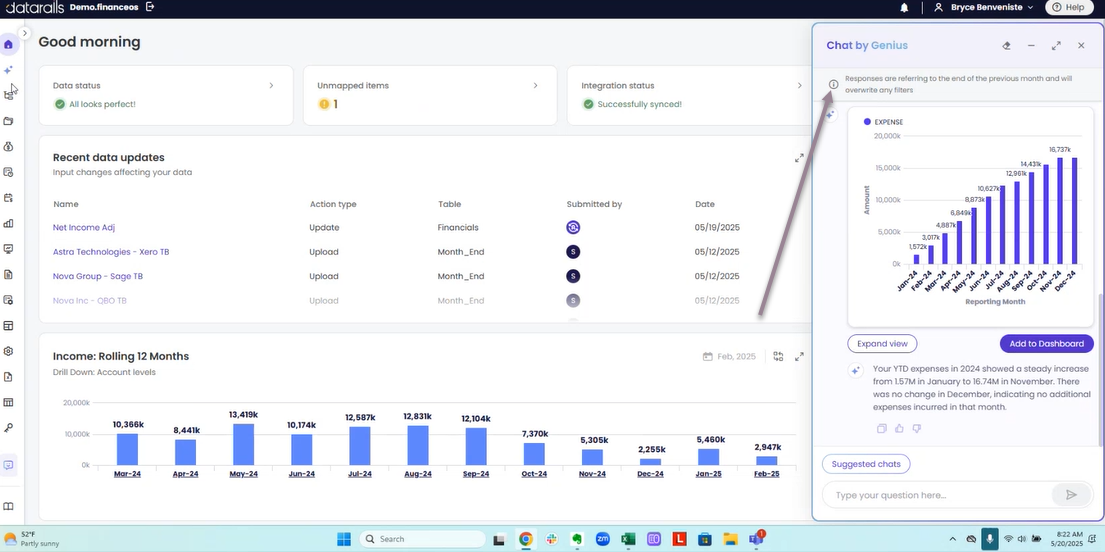 datarails Demo.financeos
Bryce Benveniste
Help
Good morning
Data status
All looks perfect!
Unmapped items
1
Integration status
Successfully synced!
Recent data updates
Input changes affecting your data
Name Action type Table Submitted by Date
Net Income Adj Update Financials 05/19/2025
Astra Technologies - Xero TB Upload Month_End S 05/12/2025
Nova Group - Sage TB Upload Month_End S 05/12/2025
Nova Inc - QBO TB Upload Month_End S 05/12/2025
Income: Rolling 12 Months
Drill Down: Account levels
Feb, 2025
20,000k
10,000k
0k
10,366k 8,441k 13,419k 10,174k 12,587k 12,831k 12,104k 7,370k 5,305k 2,255k 5,460k 2,947k
Mar-24 Apr-24 May-24 Jun-24 Jul-24 Aug-24 Sep-24 Oct-24 Nov-24 Dec-24 Jan-25 Feb-25
Chat by Genius
Responses are referring to the end of the previous month and will
overwrite any filters
EXPENSE
Amount
20,000k
15,000k
10,000k
5,000k
0k
1,572k 3,017k 4,887k 6,849k 8,873k 10,627k 12,961k 14,431k 16,737k
Jan-24 Feb-24 Mar-24 Apr-24 May-24 Jun-24 Jul-24 Aug-24 Sep-24 Oct-24 Nov-24 Dec-24
Reporting Month
Expand view
Add to Dashboard
Your YTD expenses in 2024 showed a steady increase
from 1.57M in January to 16.74M in November. There
was no change in December, indicating no additional
expenses incurred in that month.
Suggested chats
Type your question here...
52°F
Partly sunny
Search
zm
L
1
8:22 AM
5/20/2025